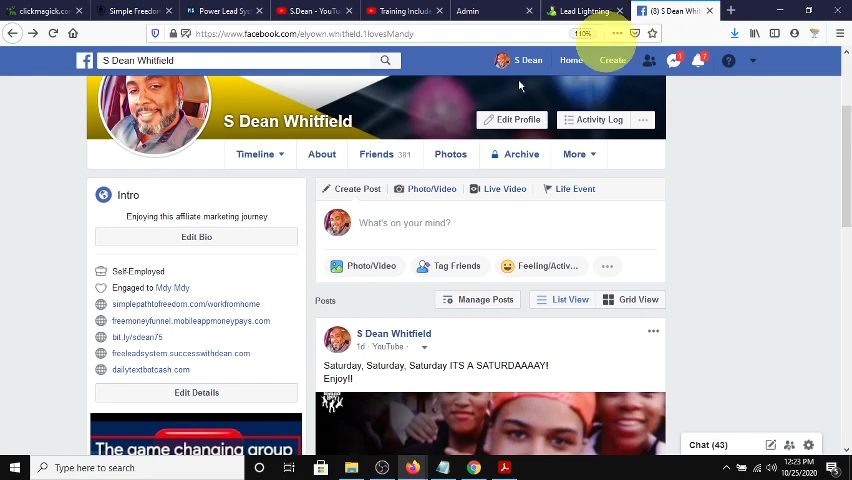 clickmagick.com
Simple Freedom
Power Lead Sys
S.Dean - YouTu
Training Include
Admin
Lead Lightning
(8) S Dean Whit
https://www.facebook.com/elyown.whitfield.1lovesMandy
110%
S Dean Whitfield
S Dean
Home
Create
1
7
S Dean Whitfield
Edit Profile
Activity Log
Timeline
About
Friends 381
Photos
Archive
More
Intro
Enjoying this affiliate marketing journey
Edit Bio
Self-Employed
Engaged to Mdy Mdy
simplepathtofreedom.com/workfromhome
freemoneyfunnel.mobileappmoneypays.com
bit.ly/sdean75
freeleadsystem.successwithdean.com
dailytextbotcash.com
Edit Details
The game changing group
Create Post
Photo/Video
Live Video
Life Event
What's on your mind?
Photo/Video
Tag Friends
Feeling/Activ...
Posts
Manage Posts
List View
Grid View
S Dean Whitfield
1d · YouTube ·
Saturday, Saturday, Saturday ITS A SATURDAAAAY!
Enjoy!!
Chat (43)
Type here to search
12:23 PM
10/25/2020